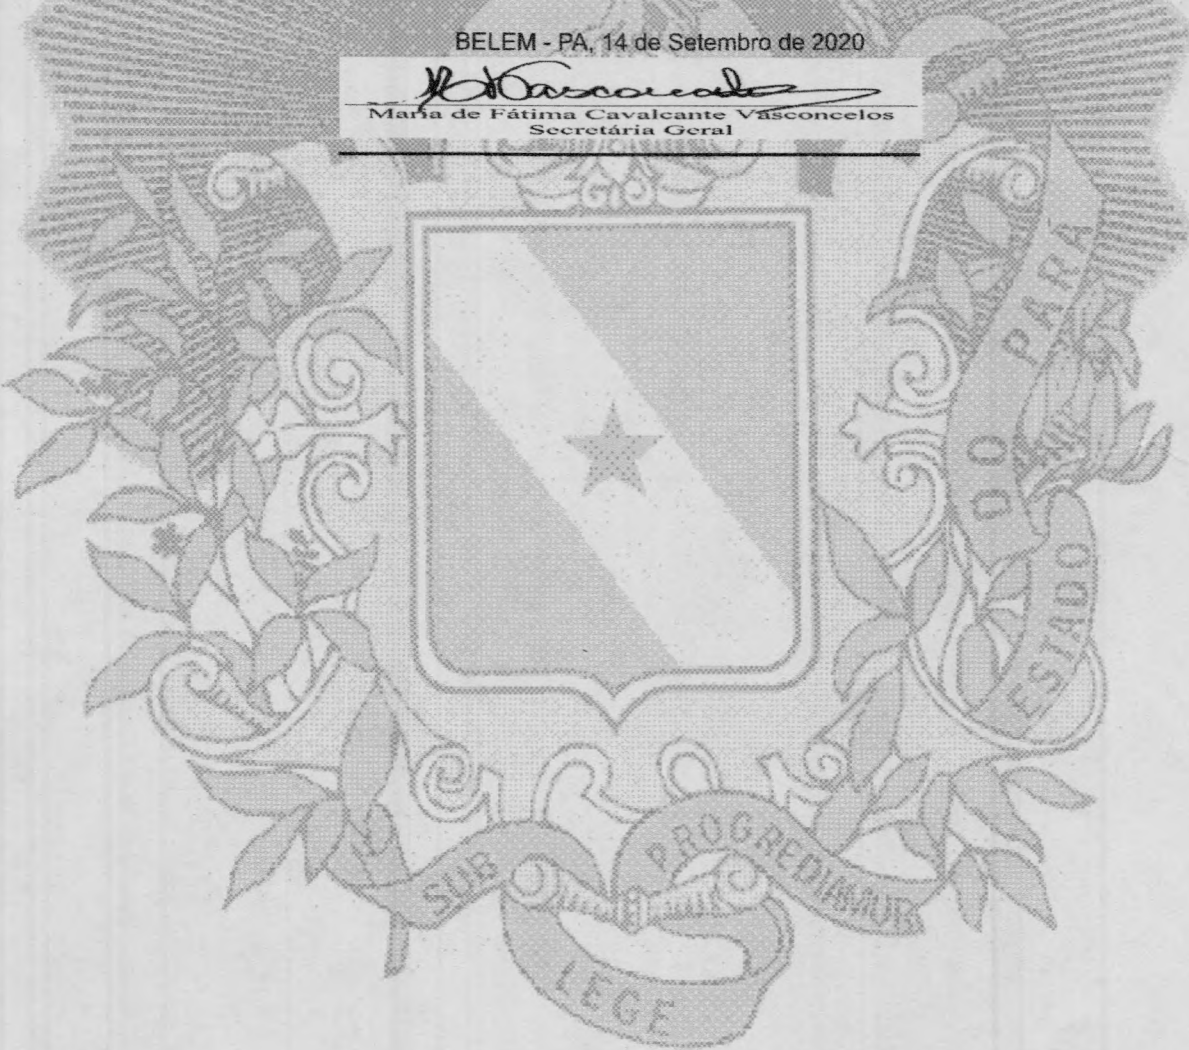 BELEM - PA, 14 de Setembro de 2020
Maria de Fátima Cavalcante Vasconcelos
Secretária Geral
ESTADO DO PARÁ
SUB LEGE PROGREDIAMUR